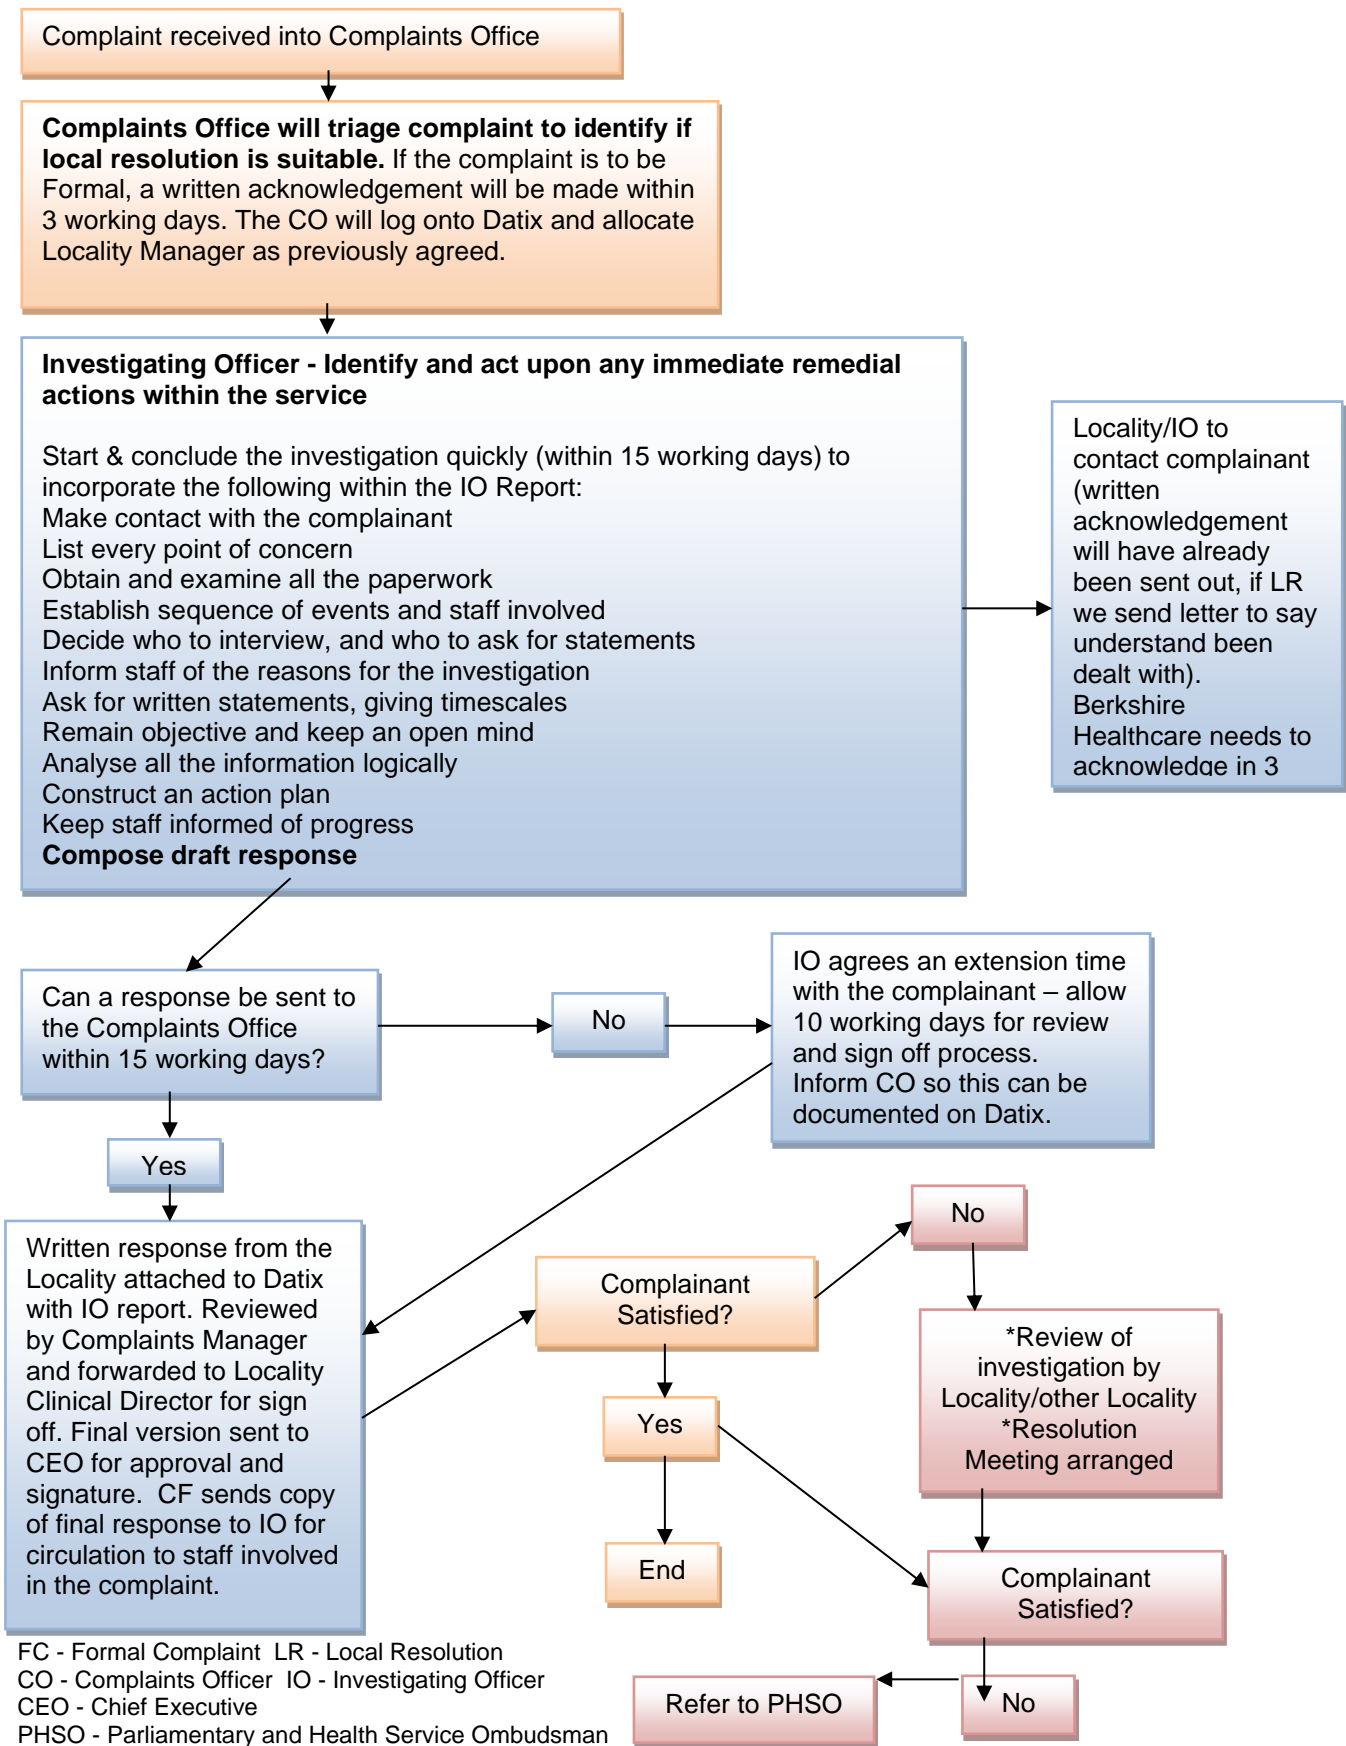 Complaint received into Complaints Office
Complaints Office will triage complaint to identify if
local resolution is suitable. If the complaint is to be
Formal, a written acknowledgement will be made within
3 working days. The CO will log onto Datix and allocate
Locality Manager as previously agreed.
Investigating Officer - Identify and act upon any immediate remedial
actions within the service
Start & conclude the investigation quickly (within 15 working days) to
incorporate the following within the IO Report:
Make contact with the complainant
List every point of concern
Obtain and examine all the paperwork
Establish sequence of events and staff involved
Decide who to interview, and who to ask for statements
Inform staff of the reasons for the investigation
Ask for written statements, giving timescales
Remain objective and keep an open mind
Analyse all the information logically
Construct an action plan
Keep staff informed of progress
Compose draft response
Locality/IO to
contact complainant
(written
acknowledgement
will have already
been sent out, if LR
we send letter to say
understand been
dealt with).
Berkshire
Healthcare needs to
acknowledge in 3
Can a response be sent to
the Complaints Office
within 15 working days?
No
IO agrees an extension time
with the complainant – allow
10 working days for review
and sign off process.
Inform CO so this can be
documented on Datix.
Yes
Written response from the
Locality attached to Datix
with IO report. Reviewed
by Complaints Manager
and forwarded to Locality
Clinical Director for sign
off. Final version sent to
CEO for approval and
signature.  CF sends copy
of final response to IO for
circulation to staff involved
in the complaint.
Complainant
Satisfied?
No
Yes
End
*Review of
investigation by
Locality/other Locality
*Resolution
Meeting arranged
Complainant
Satisfied?
No
Refer to PHSO
FC - Formal Complaint  LR - Local Resolution
CO - Complaints Officer  IO - Investigating Officer
CEO - Chief Executive
PHSO - Parliamentary and Health Service Ombudsman